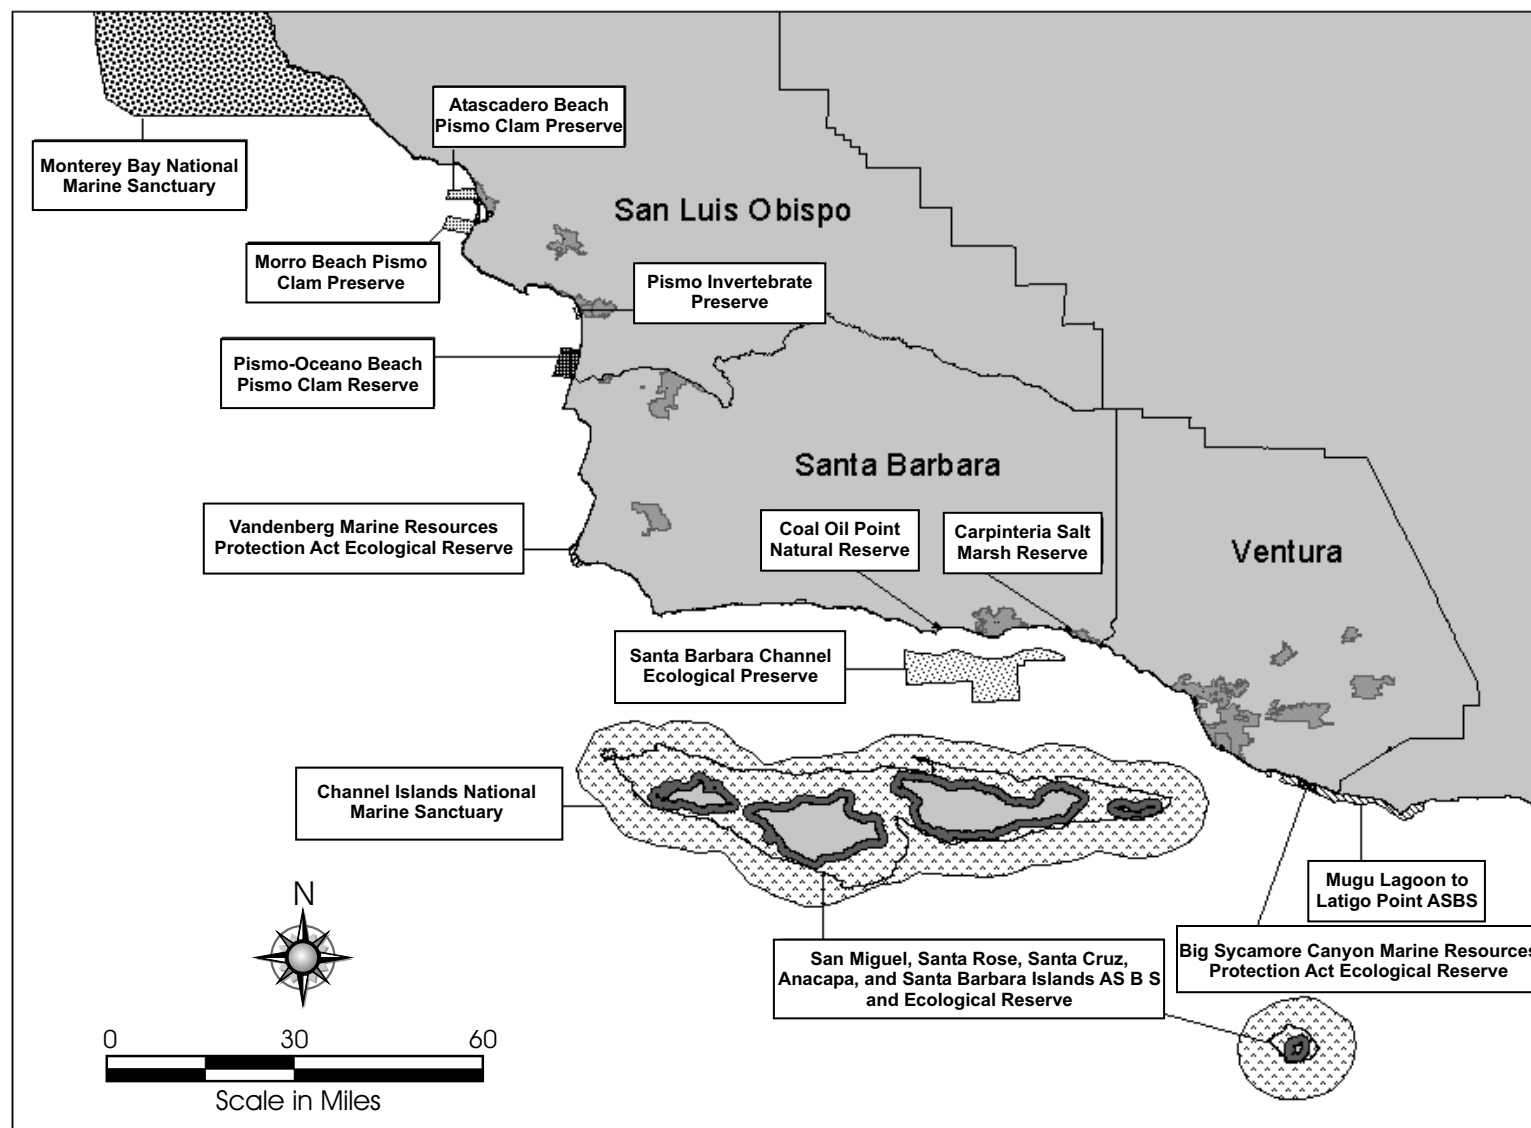 Atascadero Beach
Pismo Clam Preserve
Monterey Bay National
Marine Sanctuary
San Luis Obispo
Morro Beach Pismo
Clam Preserve
Pismo Invertebrate
Preserve
Pismo-Oceano Beach
Pismo Clam Reserve
Santa Barbara
Vandenberg Marine Resources
Protection Act Ecological Reserve
Coal Oil Point
Natural Reserve
Carpinteria Salt
Marsh Reserve
Ventura
Santa Barbara Channel
Ecological Preserve
Channel Islands National
Marine Sanctuary
Mugu Lagoon to
Latigo Point ASBS
Big Sycamore Canyon Marine Resources
Protection Act Ecological Reserve
San Miguel, Santa Rose, Santa Cruz,
Anacapa, and Santa Barbara Islands AS B S
and Ecological Reserve
N
0 30 60
Scale in Miles